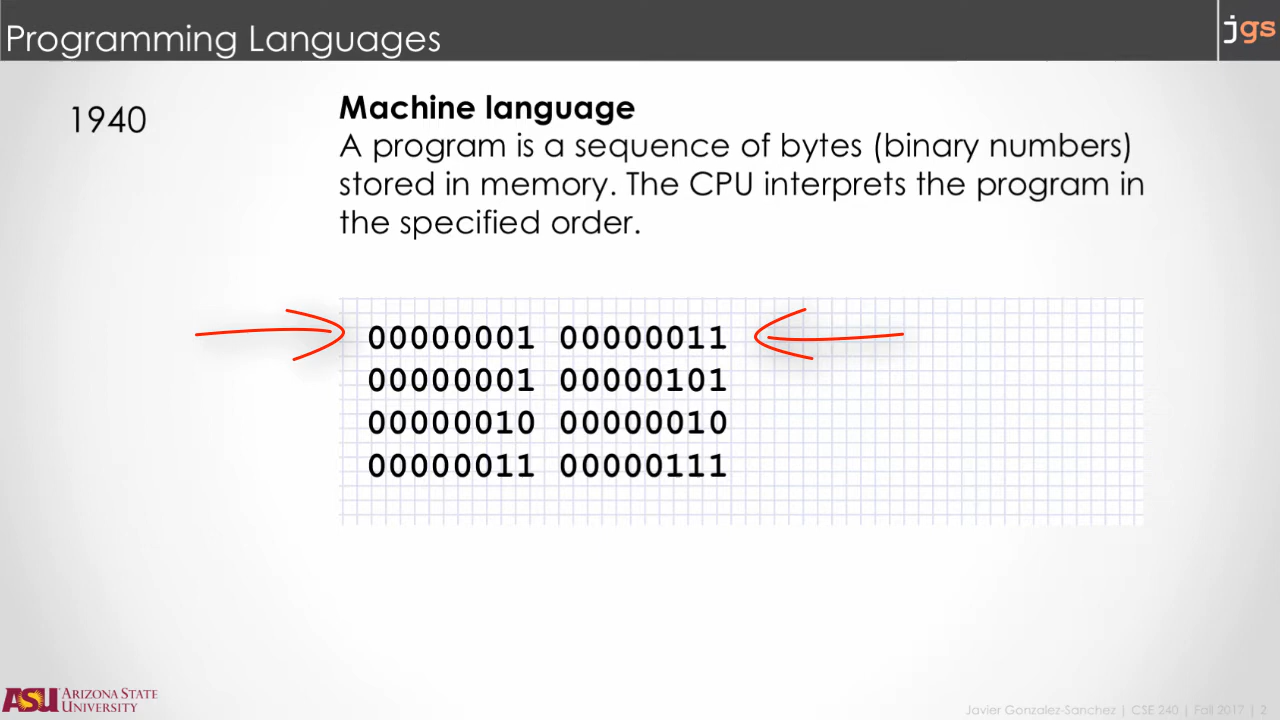 Programming Languages
jgs
1940
Machine language
A program is a sequence of bytes (binary numbers)
stored in memory. The CPU interprets the program in
the specified order.
00000001 00000011
00000001 00000101
00000010 00000010
00000011 00000111
ASU ARIZONA STATE
UNIVERSITY
Javier Gonzalez-Sanchez | CSE 240 | Fall 2017 | 2